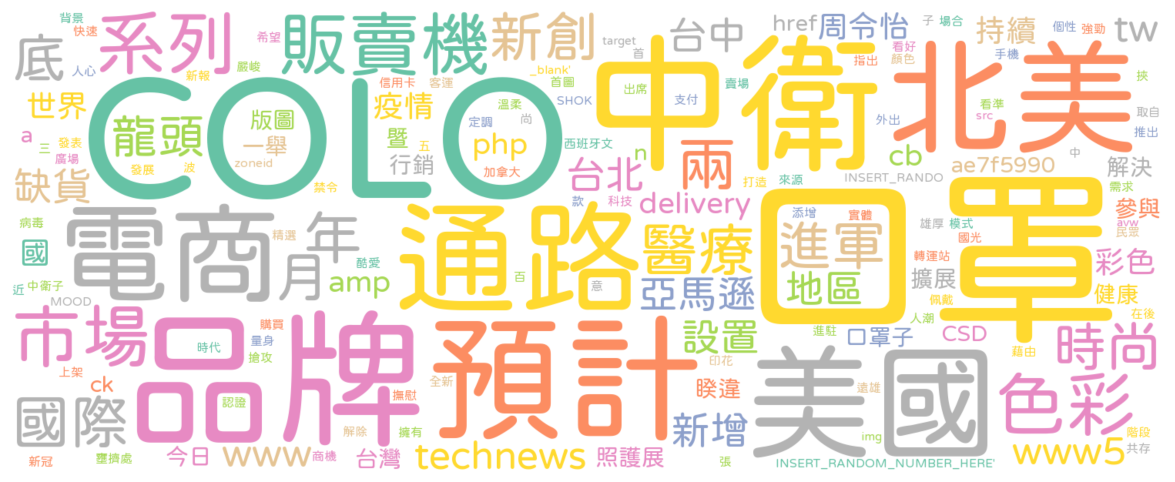 背景
快速
系列
希望
販賣機
新創
target
首
台中
href
周令怡
子
場合
持續
個性
強勁
tw
底
人心
新報
嚴峻
信用卡
客運
_blank'
首圖
中衛
指出
看好
顏色
手機
北美
挾
世界
COLO
疫情
溫柔
SHOK
出席
支付
賣場
看準
src
取自
a
三
發表
廣場
龍頭
版圖
一舉
暨
定調
尚
php
五
西班牙文
n
兩
外出
cb
推出
中
發展
波
zoneid
行銷
加拿大
台北
打造
來源
INSERT_RANDO
ae7f5990
解決
缺貨
禁令
款
科技
delivery
口罩
需求
病毒
電商
精選
年
通路
醫療
添增
實體
進軍
雄厚
模式
國光
參與
ayw
民眾
國
月
酷愛
百
轉運站
彩色
近
中衛子
MOOD
amp
意
亞馬遜
地區
擴展
佩戴
健康
市場
購買
量身
品牌
預計
設置
進駐
口罩子
人潮
CSD
在後
時尚
時代
搶攻
印花
藉由
上架
ck
撫慰
全新
睽違
美國
遠雄
色彩
國際
認證
解除
擁有
新增
階段
新冠
壅擠處
今日
www
商機
台灣
technews
照護展
張
img
www5
共存
INSERT_RANDOM_NUMBER_HERE'